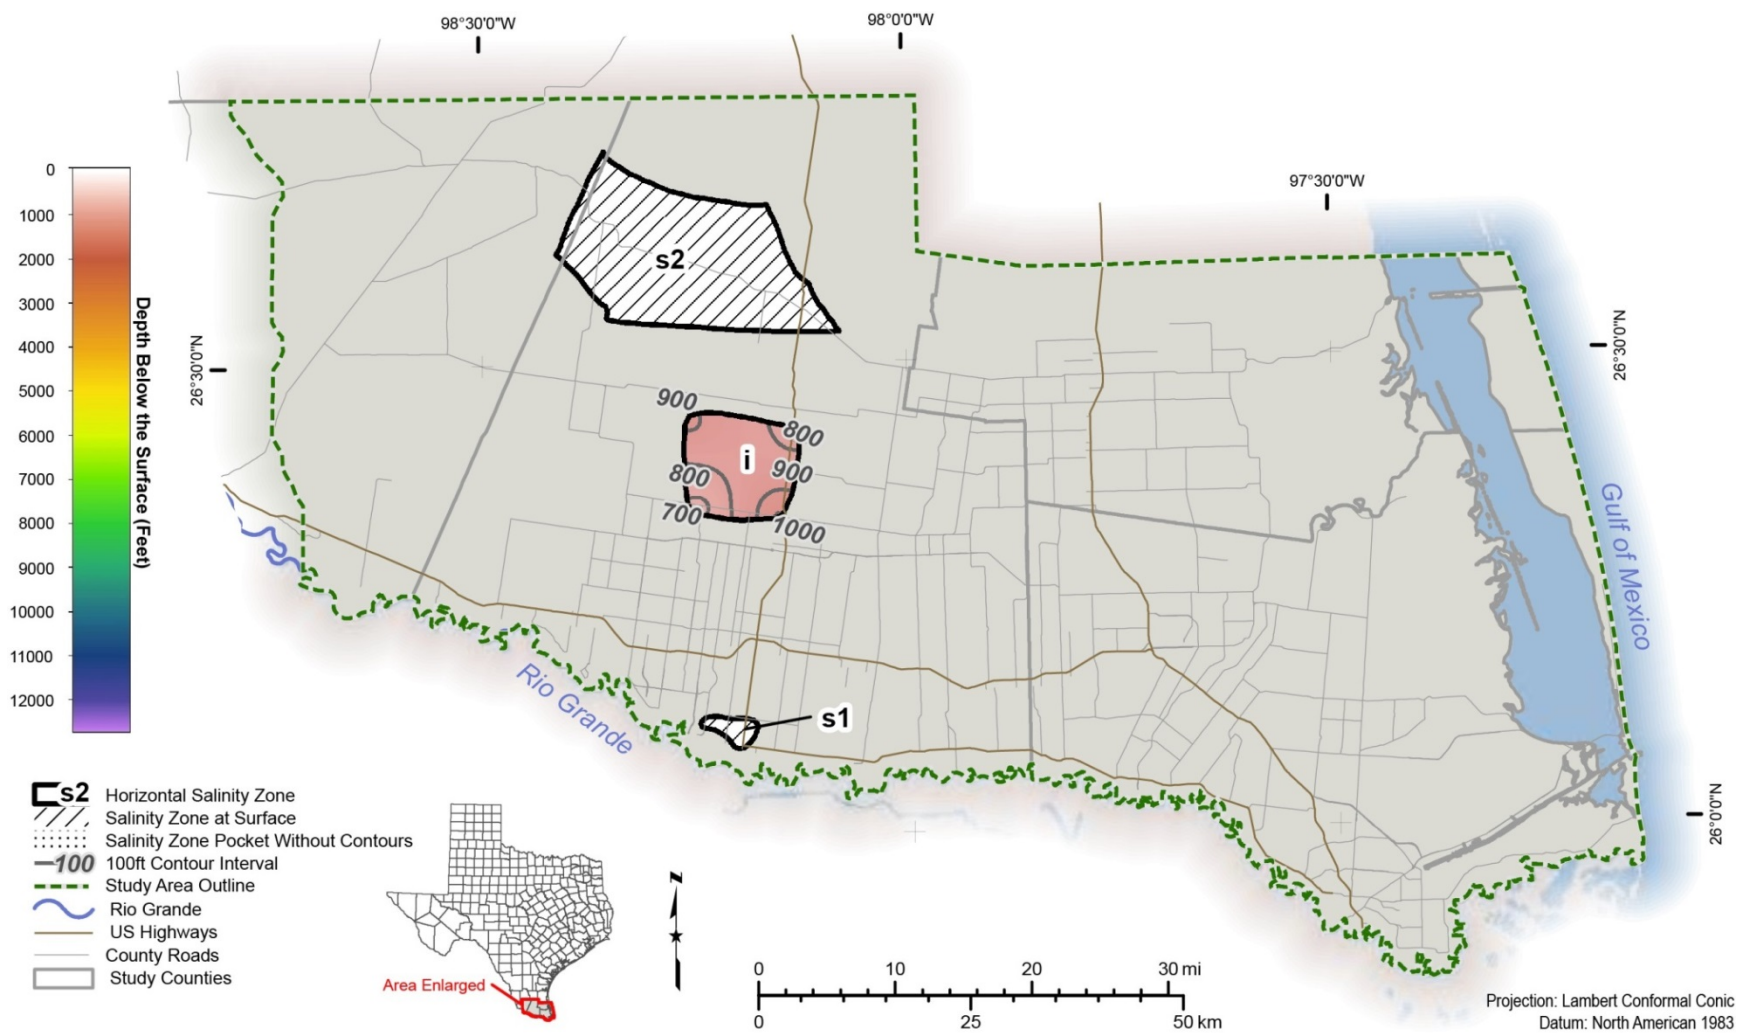 98°30'0"W
98°0'0"W
97°30'0"W
0
1000
2000
3000
4000
5000
6000
7000
8000
9000
10000
11000
12000
Depth Below the Surface (Feet)
26°30'0"N
26°30'0"N
26°0'0"N
s2
900
800
i
800
900
700
1000
s1
Rio Grande
Gulf of Mexico
s2 Horizontal Salinity Zone
Salinity Zone at Surface
Salinity Zone Pocket Without Contours
100 100ft Contour Interval
Study Area Outline
Rio Grande
US Highways
County Roads
Study Counties
Area Enlarged
N
0 10 20 30 mi
0 25 50 km
Projection: Lambert Conformal Conic
Datum: North American 1983